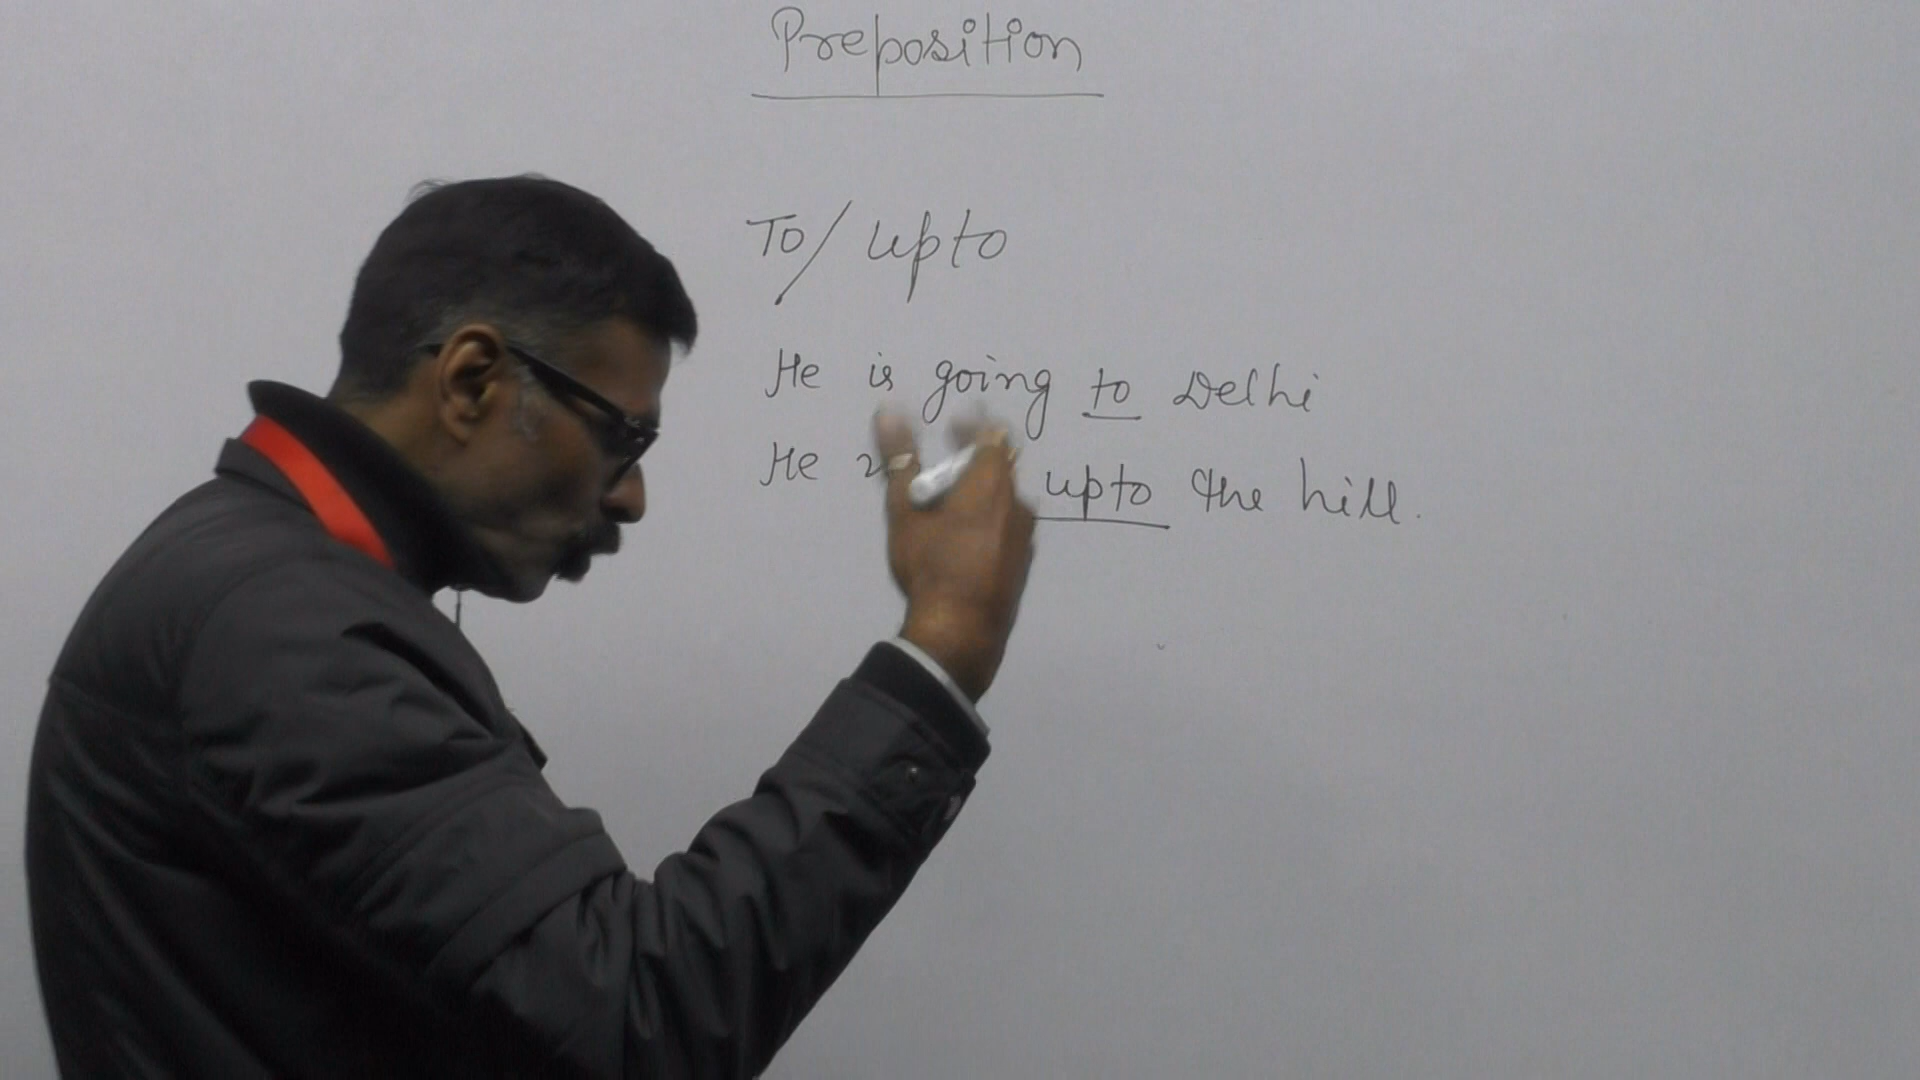 Preposition
To/upto
He is going to Delhi
He upto the hill.